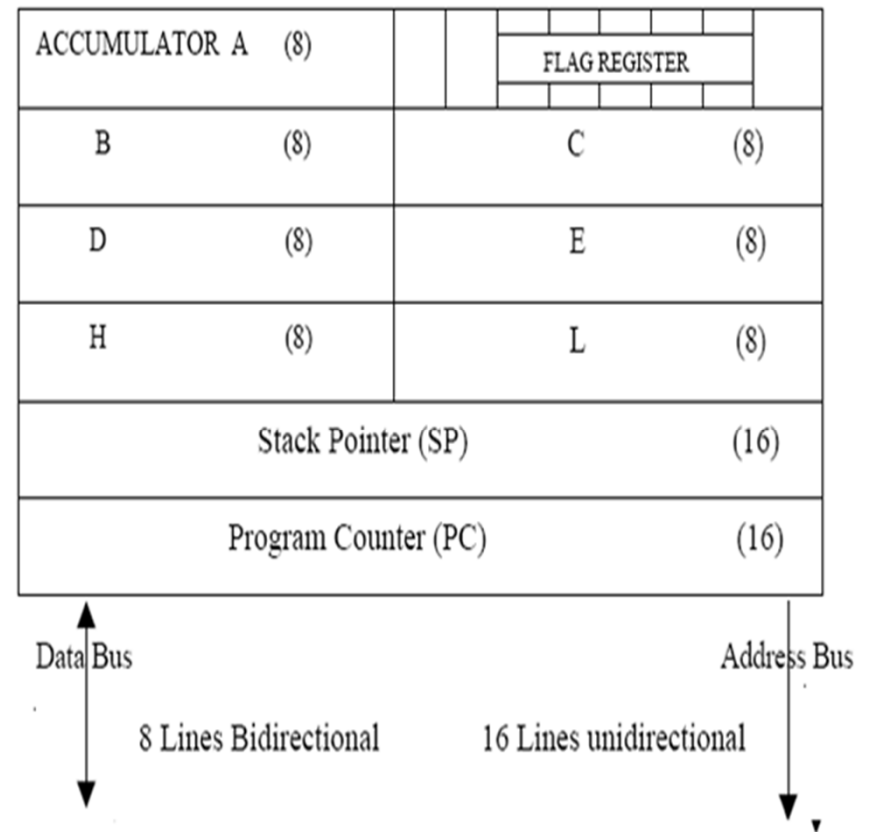 ACCUMULATOR A (8)
FLAG REGISTER
B (8) C (8)
D (8) E (8)
H (8) L (8)
Stack Pointer (SP) (16)
Program Counter (PC) (16)
Data Bus Address Bus
8 Lines Bidirectional 16 Lines unidirectional